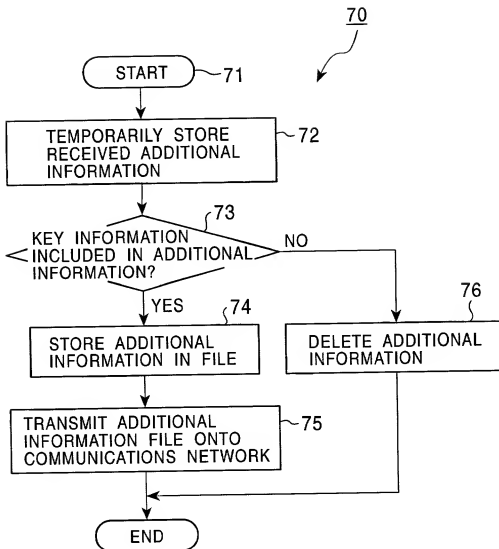 70
START
71
TEMPORARILY STORE
RECEIVED ADDITIONAL
INFORMATION
72
73
KEY INFORMATION
INCLUDED IN ADDITIONAL
INFORMATION?
NO
YES
74
STORE ADDITIONAL
INFORMATION IN FILE
76
DELETE ADDITIONAL
INFORMATION
TRANSMIT ADDITIONAL
INFORMATION FILE ONTO
COMMUNICATIONS NETWORK
75
END